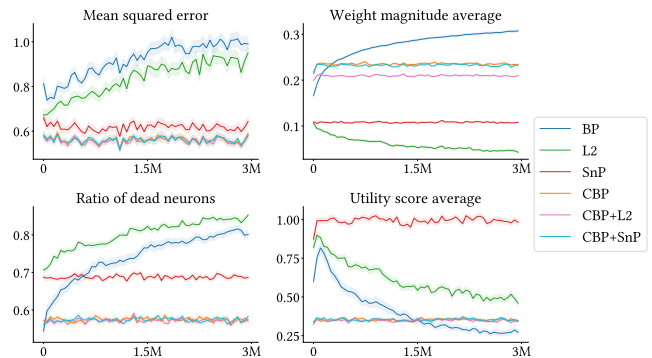 Mean squared error
1.0
0.8
0.6
0
1.5M
3M
Weight magnitude average
0.3
0.2
0.1
0
1.5M
3M
Ratio of dead neurons
0.8
0.7
0.6
0
1.5M
3M
Utility score average
1.00
0.75
0.50
0.25
0
1.5M
3M
BP
L2
SnP
CBP
CBP+L2
CBP+SnP